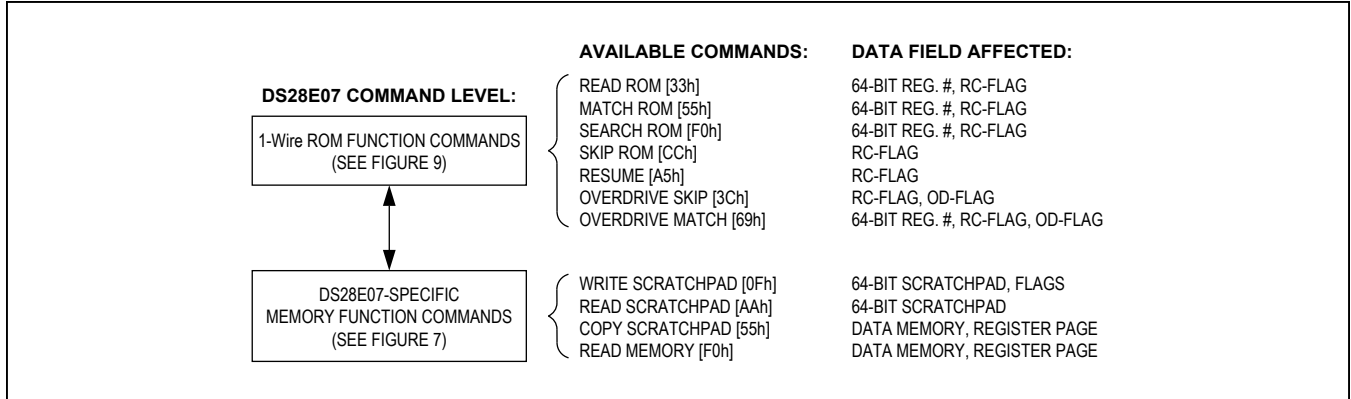 AVAILABLE COMMANDS: DATA FIELD AFFECTED:
DS28E07 COMMAND LEVEL:
1-Wire ROM FUNCTION COMMANDS
(SEE FIGURE 9)
READ ROM [33h] 64-BIT REG. #, RC-FLAG
MATCH ROM [55h] 64-BIT REG. #, RC-FLAG
SEARCH ROM [F0h] 64-BIT REG. #, RC-FLAG
SKIP ROM [CCh] RC-FLAG
RESUME [A5h] RC-FLAG
OVERDRIVE SKIP [3Ch] RC-FLAG, OD-FLAG
OVERDRIVE MATCH [69h] 64-BIT REG. #, RC-FLAG, OD-FLAG
DS28E07-SPECIFIC
MEMORY FUNCTION COMMANDS
(SEE FIGURE 7)
WRITE SCRATCHPAD [0Fh] 64-BIT SCRATCHPAD, FLAGS
READ SCRATCHPAD [AAh] 64-BIT SCRATCHPAD
COPY SCRATCHPAD [55h] DATA MEMORY, REGISTER PAGE
READ MEMORY [F0h] DATA MEMORY, REGISTER PAGE